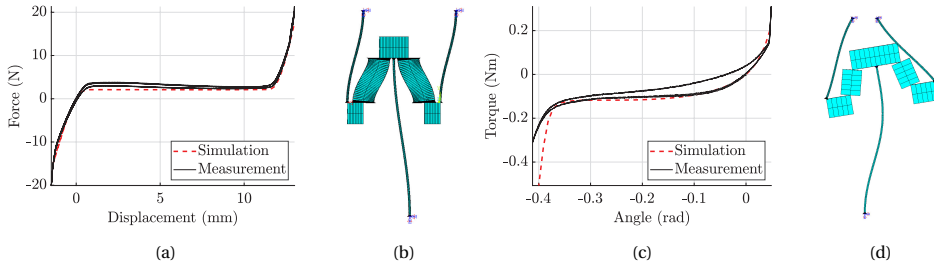 20
10
0
-10
-20
Force (N)
0
5
10
Displacement (mm)
Simulation
Measurement
(a)
(b)
0.2
0
-0.2
-0.4
Torque (Nm)
-0.4
-0.3
-0.2
-0.1
0
Angle (rad)
Simulation
Measurement
(c)
(d)